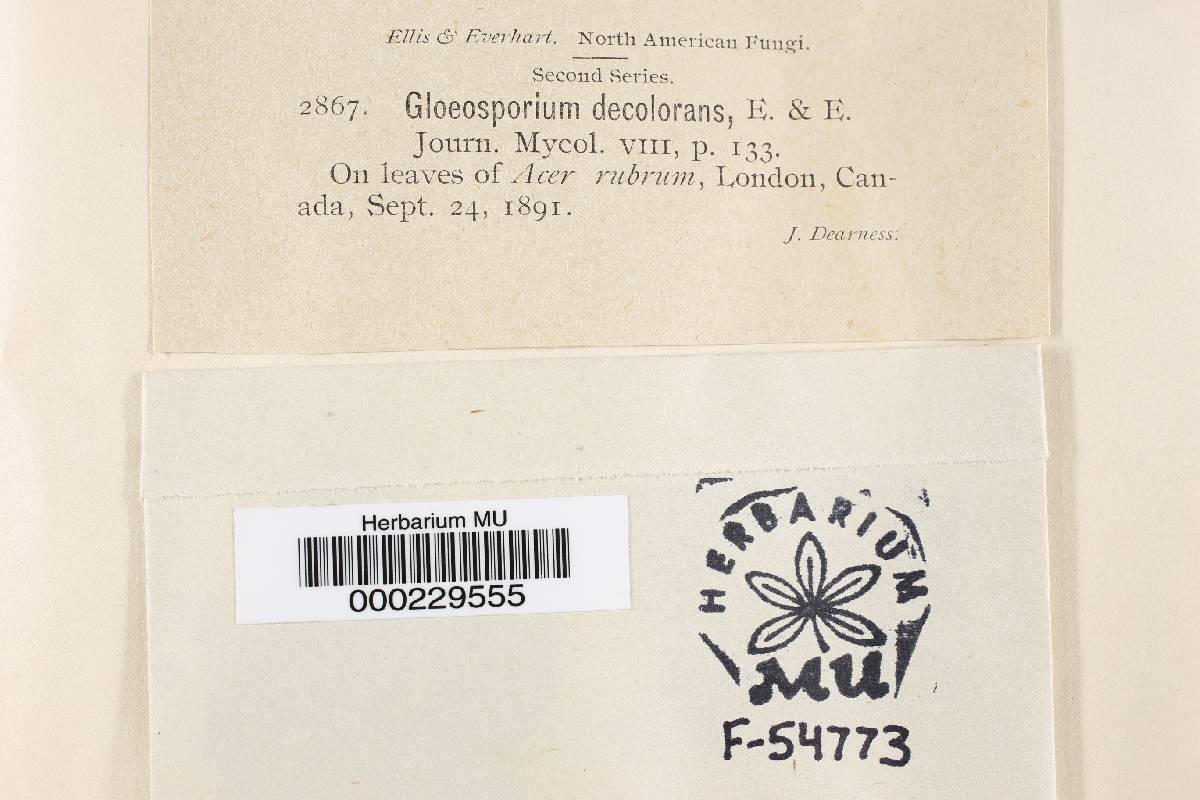 Ellis & Everhart. North American Fungi.
Second Series.
2867. Gloeosporium decolorans, E. & E.
Journ. Mycol. VIII, p. 133.
On leaves of Acer rubrum, London, Can-
ada, Sept. 24, 1891.
J. Dearness.
Herbarium MU
000229555
HERBARIUM
MU
F-54773